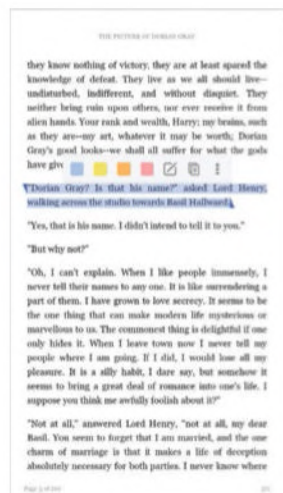 THE PICTURE OF DORIAN GRAY
they know nothing of victory, they are at least spared the
knowledge of defeat. They live as we all should live--
undisturbed, indifferent, and without disquiet. They
neither bring ruin upon others, nor ever receive it from
alien hands. Your rank and wealth, Harry; my brains, such
as they are--my art, whatever it may be worth; Dorian
Gray's good looks--we shall all suffer for what the gods
have
"Dorian Gray? Is that his name?" asked Lord Henry,
walking across the studio towards Basil Hallward.
"Yes, that is his name. I didn't intend to tell it to you."
"But why not?"
"Oh, I can't explain. When I like people immensely, I
never tell their names to any one. It is like surrendering a
part of them. I have grown to love secrecy. It seems to be
the one thing that can make modern life mysterious or
marvellous to us. The commonest thing is delightful if one
only hides it. When I leave town now I never tell my
people where I am going. If I did, I would lose all my
pleasure. It is a silly habit, I dare say, but somehow it
seems to bring a great deal of romance into one's life. I
suppose you think me awfully foolish about it?"
"Not at all," answered Lord Henry, "not at all, my dear
Basil. You seem to forget that I am married, and the one
charm of marriage is that it makes a life of deception
absolutely necessary for both parties. I never know where